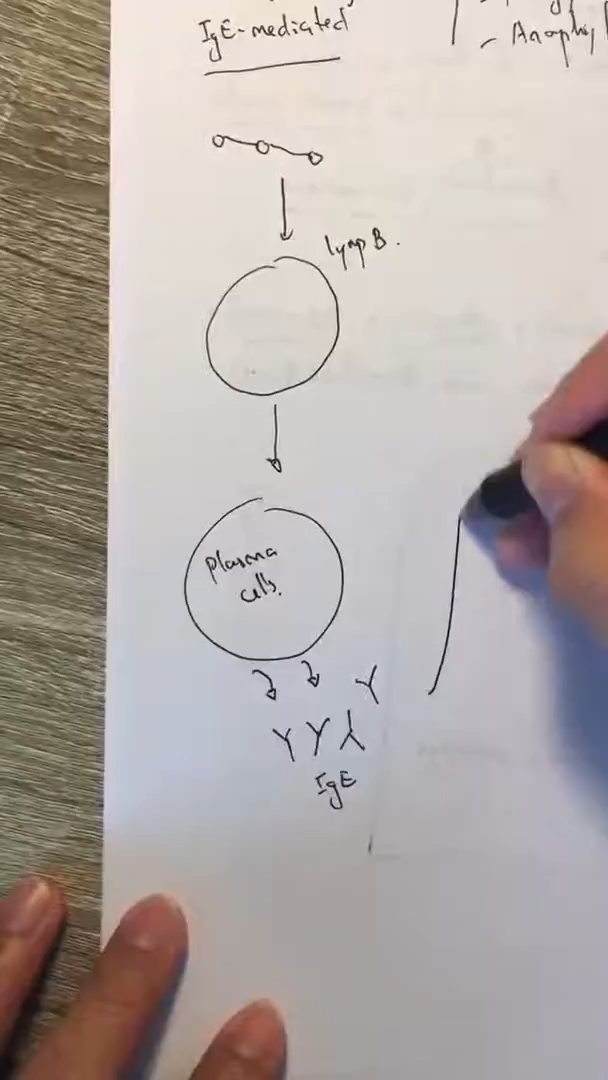 IgE-mediated
- Anaphy
lymp B.
plasma
cells.
IgE